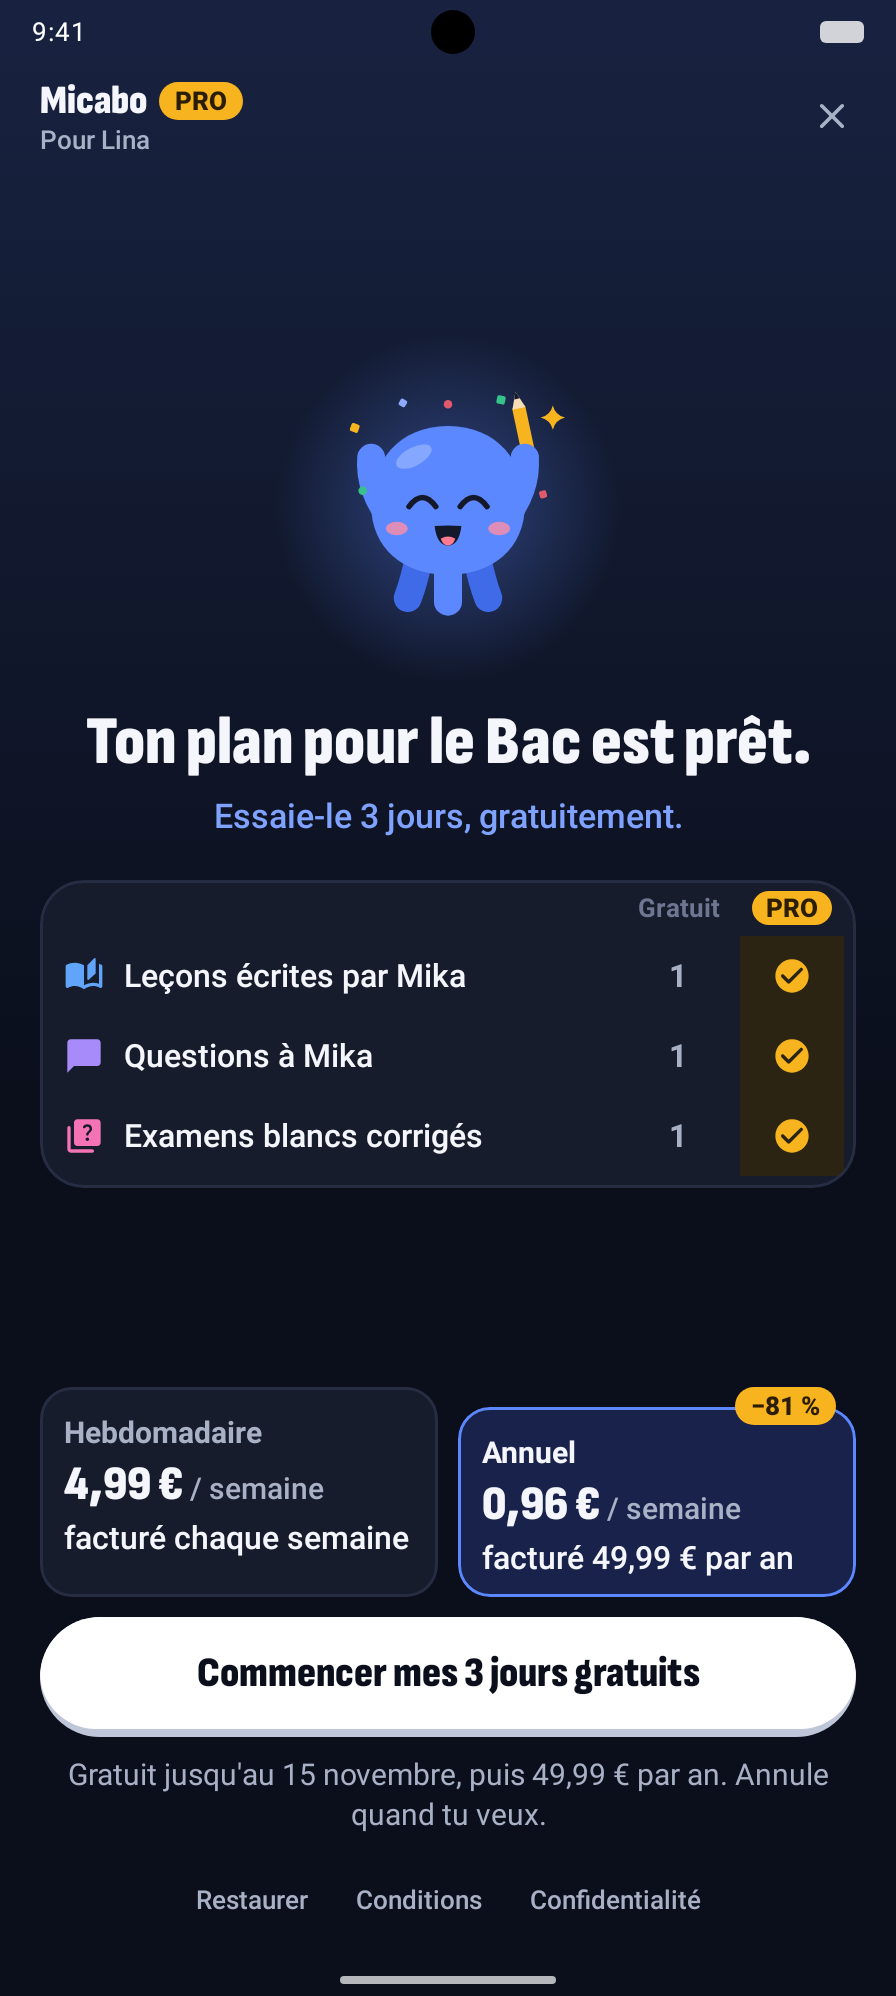 9:41
Micabo PRO
Pour Lina
Ton plan pour le Bac est prêt.
Essaie-le 3 jours, gratuitement.
Gratuit PRO
Leçons écrites par Mika 1
Questions à Mika 1
? Examens blancs corrigés 1
Hebdomadaire
4,99 € / semaine
facturé chaque semaine
−81 %
Annuel
0,96 € / semaine
facturé 49,99 € par an
Commencer mes 3 jours gratuits
Gratuit jusqu'au 15 novembre, puis 49,99 € par an. Annule
quand tu veux.
Restaurer Conditions Confidentialité